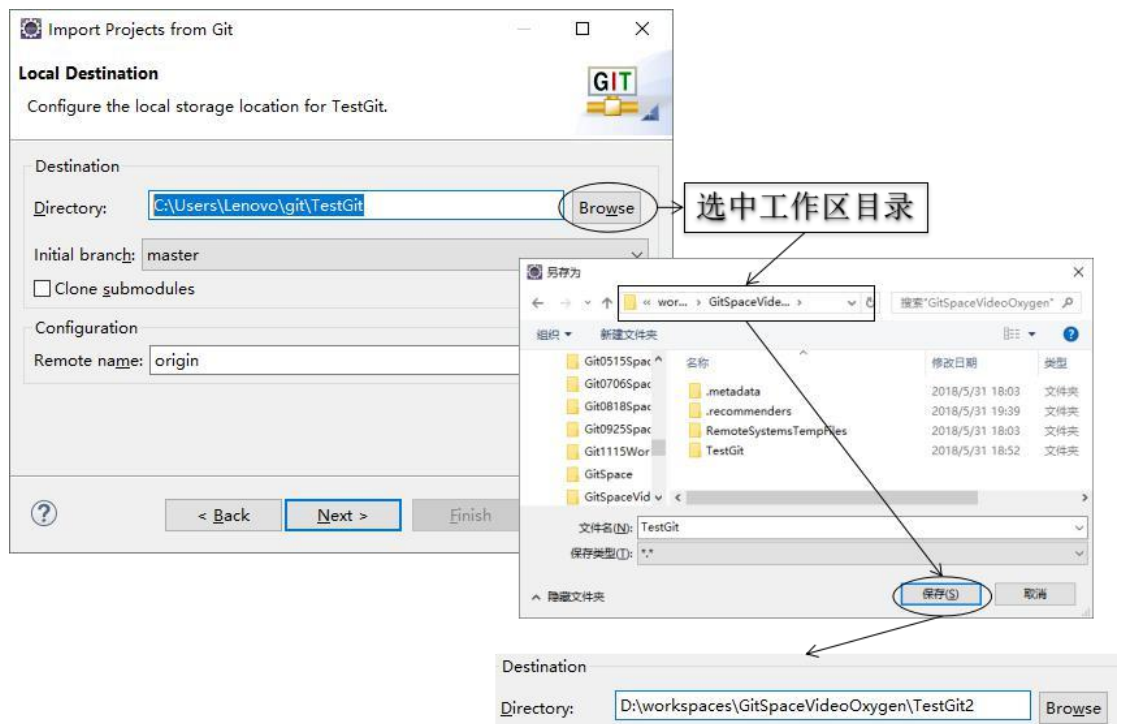 Import Projects from Git
Local Destination
GIT
Configure the local storage location for TestGit.
Destination
Directory: C:\Users\Lenovo\git\TestGit Browse
选中工作区目录
Initial branch: master
Clone submodules
Configuration
Remote name: origin
< Back Next > Finish
另存为
« wor... › GitSpaceVide... › 搜索"GitSpaceVideoOxygen"
组织 新建文件夹
Git0515Spac
Git0706Spac
Git0818Spac
Git0925Spac
Git1115Wor
GitSpace
GitSpaceVid
名称 修改日期 类型
.metadata 2018/5/31 18:03 文件夹
.recommenders 2018/5/31 19:39 文件夹
RemoteSystemsTempFiles 2018/5/31 18:03 文件夹
TestGit 2018/5/31 18:52 文件夹
文件名(N): TestGit
保存类型(T): *.*
隐藏文件夹 保存(S) 取消
Destination
Directory: D:\workspaces\GitSpaceVideoOxygen\TestGit2 Browse